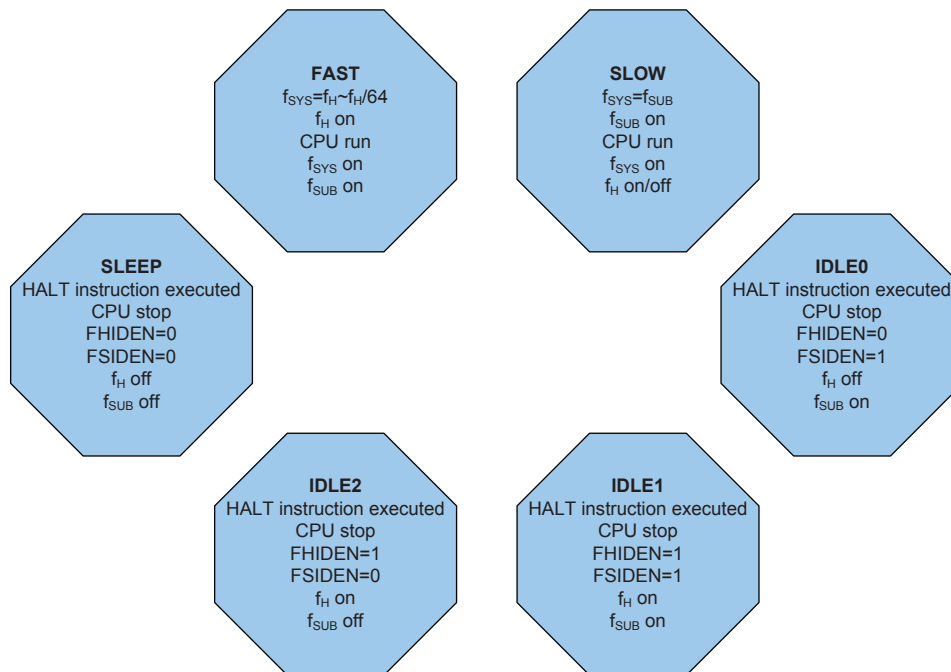 FAST
fSYS=fH~fH/64
fH on
CPU run
fSYS on
fSUB on
SLOW
fSYS=fSUB
fSUB on
CPU run
fSYS on
fH on/off
SLEEP
HALT instruction executed
CPU stop
FHIDEN=0
FSIDEN=0
fH off
fSUB off
IDLE0
HALT instruction executed
CPU stop
FHIDEN=0
FSIDEN=1
fH off
fSUB on
IDLE2
HALT instruction executed
CPU stop
FHIDEN=1
FSIDEN=0
fH on
fSUB off
IDLE1
HALT instruction executed
CPU stop
FHIDEN=1
FSIDEN=1
fH on
fSUB on